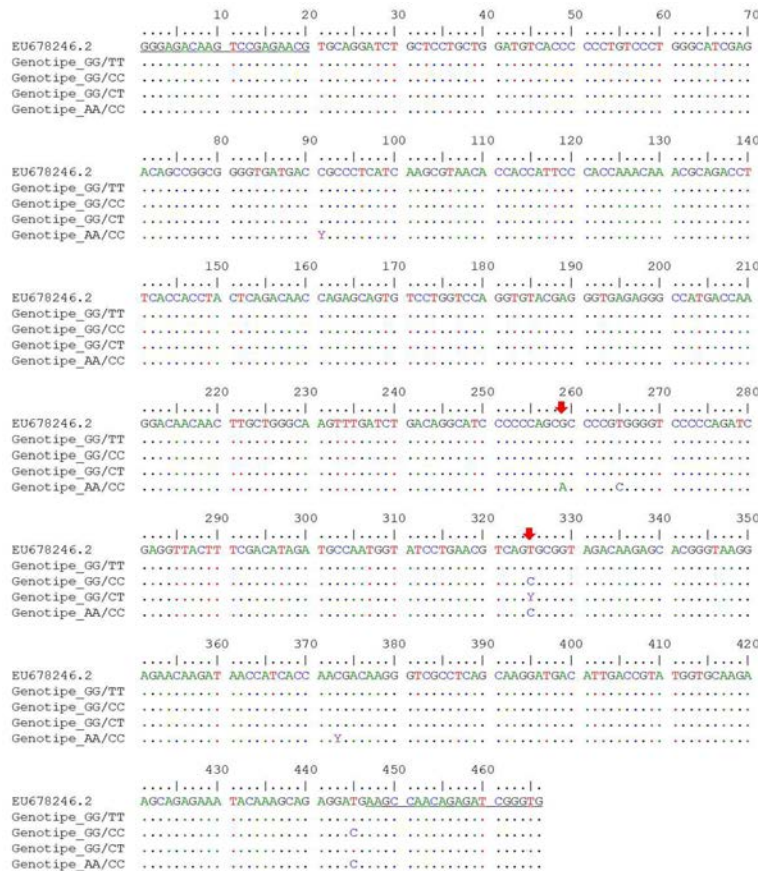 10 20 30 40 50 60 70
....|....| ....|....| ....|....| ....|....| ....|....| ....|....| ....|....|
EU678246.2 GGGAGACAAG TCCGAGAACG TGCAGGATCT GCTCCTGCTG GATGTCACCC CCCTGTCCCT GGGCATCGAG
Genotipe_GG/TT .......... .......... .......... .......... .......... .......... ..........
Genotipe_GG/CC .......... .......... .......... .......... .......... .......... ..........
Genotipe_GG/CT .......... .......... .......... .......... .......... .......... ..........
Genotipe_AA/CC .......... .......... .......... .......... .......... .......... ..........
80 90 100 110 120 130 140
....|....| ....|....| ....|....| ....|....| ....|....| ....|....| ....|....|
EU678246.2 ACAGCCGGCG GGGTGATGAC CGCCCTCATC AAGCGTAACA CCACCATTCC CACCAAACAA ACGCAGACCT
Genotipe_GG/TT .......... .......... .......... .......... .......... .......... ..........
Genotipe_GG/CC .......... .......... .......... .......... .......... .......... ..........
Genotipe_GG/CT .......... .......... .......... .......... .......... .......... ..........
Genotipe_AA/CC .......... .......... Y......... .......... .......... .......... ..........
150 160 170 180 190 200 210
....|....| ....|....| ....|....| ....|....| ....|....| ....|....| ....|....|
EU678246.2 TCACCACCTA CTCAGACAAC CAGAGCAGTG TCCTGGTCCA GGTGTACGAG GGTGAGAGGG CCATGACCAA
Genotipe_GG/TT .......... .......... .......... .......... .......... .......... ..........
Genotipe_GG/CC .......... .......... .......... .......... .......... .......... ..........
Genotipe_GG/CT .......... .......... .......... .......... .......... .......... ..........
Genotipe_AA/CC .......... .......... .......... .......... .......... .......... ..........
220 230 240 250 260 270 280
....|....| ....|....| ....|....| ....|....| ....|....| ....|....| ....|....|
EU678246.2 GGACAACAAC TTGCTGGGCA AGTTTGATCT GACAGGCATC CCCCCAGCGC CCCGTGGGGT CCCCCAGATC
Genotipe_GG/TT .......... .......... .......... .......... .......... .......... ..........
Genotipe_GG/CC .......... .......... .......... .......... .......... .......... ..........
Genotipe_GG/CT .......... .......... .......... .......... .......... .......... ..........
Genotipe_AA/CC .......... .......... .......... .......... ........A. ....C..... ..........
290 300 310 320 330 340 350
....|....| ....|....| ....|....| ....|....| ....|....| ....|....| ....|....|
EU678246.2 GAGGTTACTT TCGACATAGA TGCCAATGGT ATCCTGAACG TCAGTGCGGT AGACAAGAGC ACGGGTAAGG
Genotipe_GG/TT .......... .......... .......... .......... .......... .......... ..........
Genotipe_GG/CC .......... .......... .......... .......... ....C..... .......... ..........
Genotipe_GG/CT .......... .......... .......... .......... ....Y..... .......... ..........
Genotipe_AA/CC .......... .......... .......... .......... ....C..... .......... ..........
360 370 380 390 400 410 420
....|....| ....|....| ....|....| ....|....| ....|....| ....|....| ....|....|
EU678246.2 AGAACAAGAT AACCATCACC AACGACAAGG GTCGCCTCAG CAAGGATGAC ATTGACCGTA TGGTGCAAGA
Genotipe_GG/TT .......... .......... .......... .......... .......... .......... ..........
Genotipe_GG/CC .......... .......... .......... .......... .......... .......... ..........
Genotipe_GG/CT .......... .......... .......... .......... .......... .......... ..........
Genotipe_AA/CC .......... .......... ..Y....... .......... .......... .......... ..........
430 440 450 460
....|....| ....|....| ....|....| ....|....| ....|.
EU678246.2 AGCAGAGAAA TACAAAGCAG AGGATGAAGC CAACAGAGAT CGGGTG
Genotipe_GG/TT .......... .......... .......... .......... ......
Genotipe_GG/CC .......... .......... ....C..... .......... ......
Genotipe_GG/CT .......... .......... .......... .......... ......
Genotipe_AA/CC .......... .......... ....C..... .......... ......